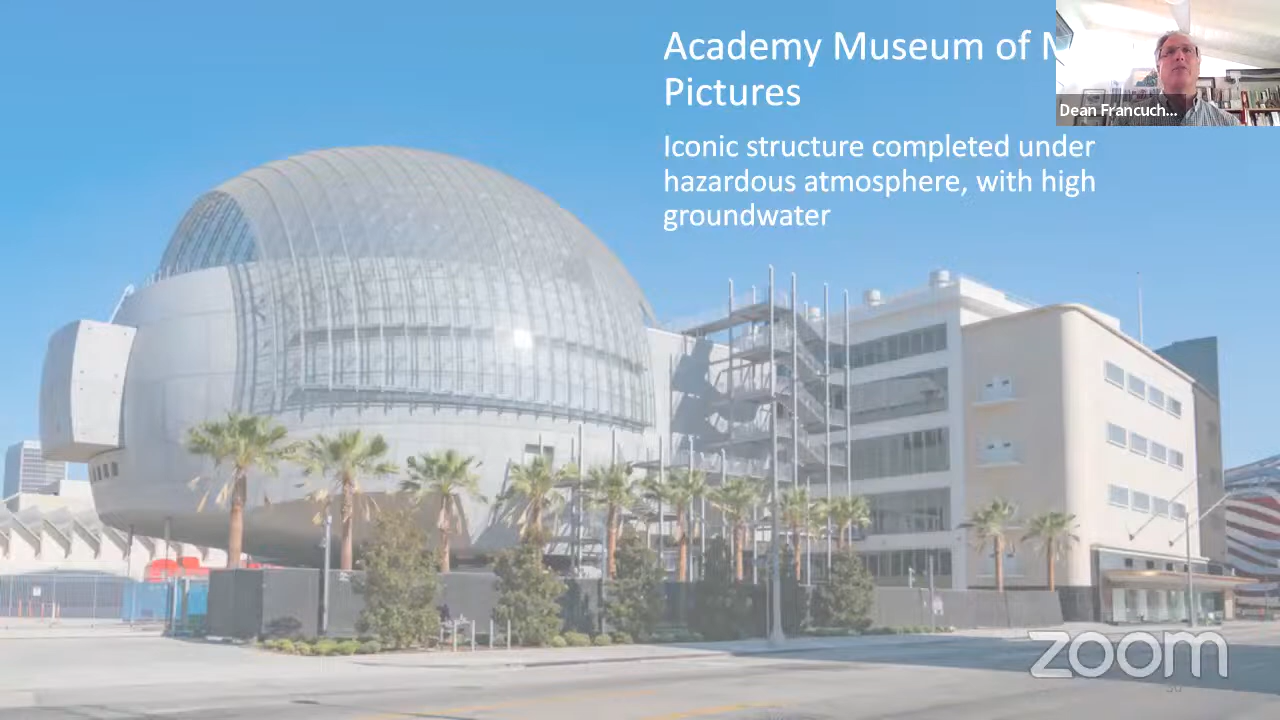 Academy Museum of M
Pictures
Dean Francuch...
Iconic structure completed under
hazardous atmosphere, with high
groundwater
zoom